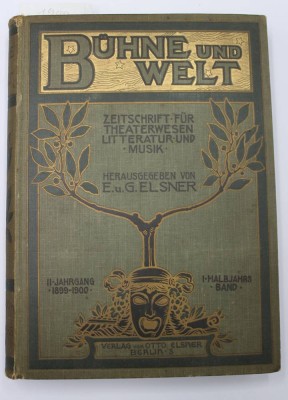 BÜHNE UND
WELT
ZEITSCHRIFT·FÜR
THEATERWESEN
LITTERATUR·UND
·MUSIK·
HERAUSGEGEBEN VON
E.U.G. ELSNER
II·JAHRGANG
·1899-1900·
I·HALBJAHRS
BAND·
VERLAG VON OTTO ELSNER
BERLIN·S·